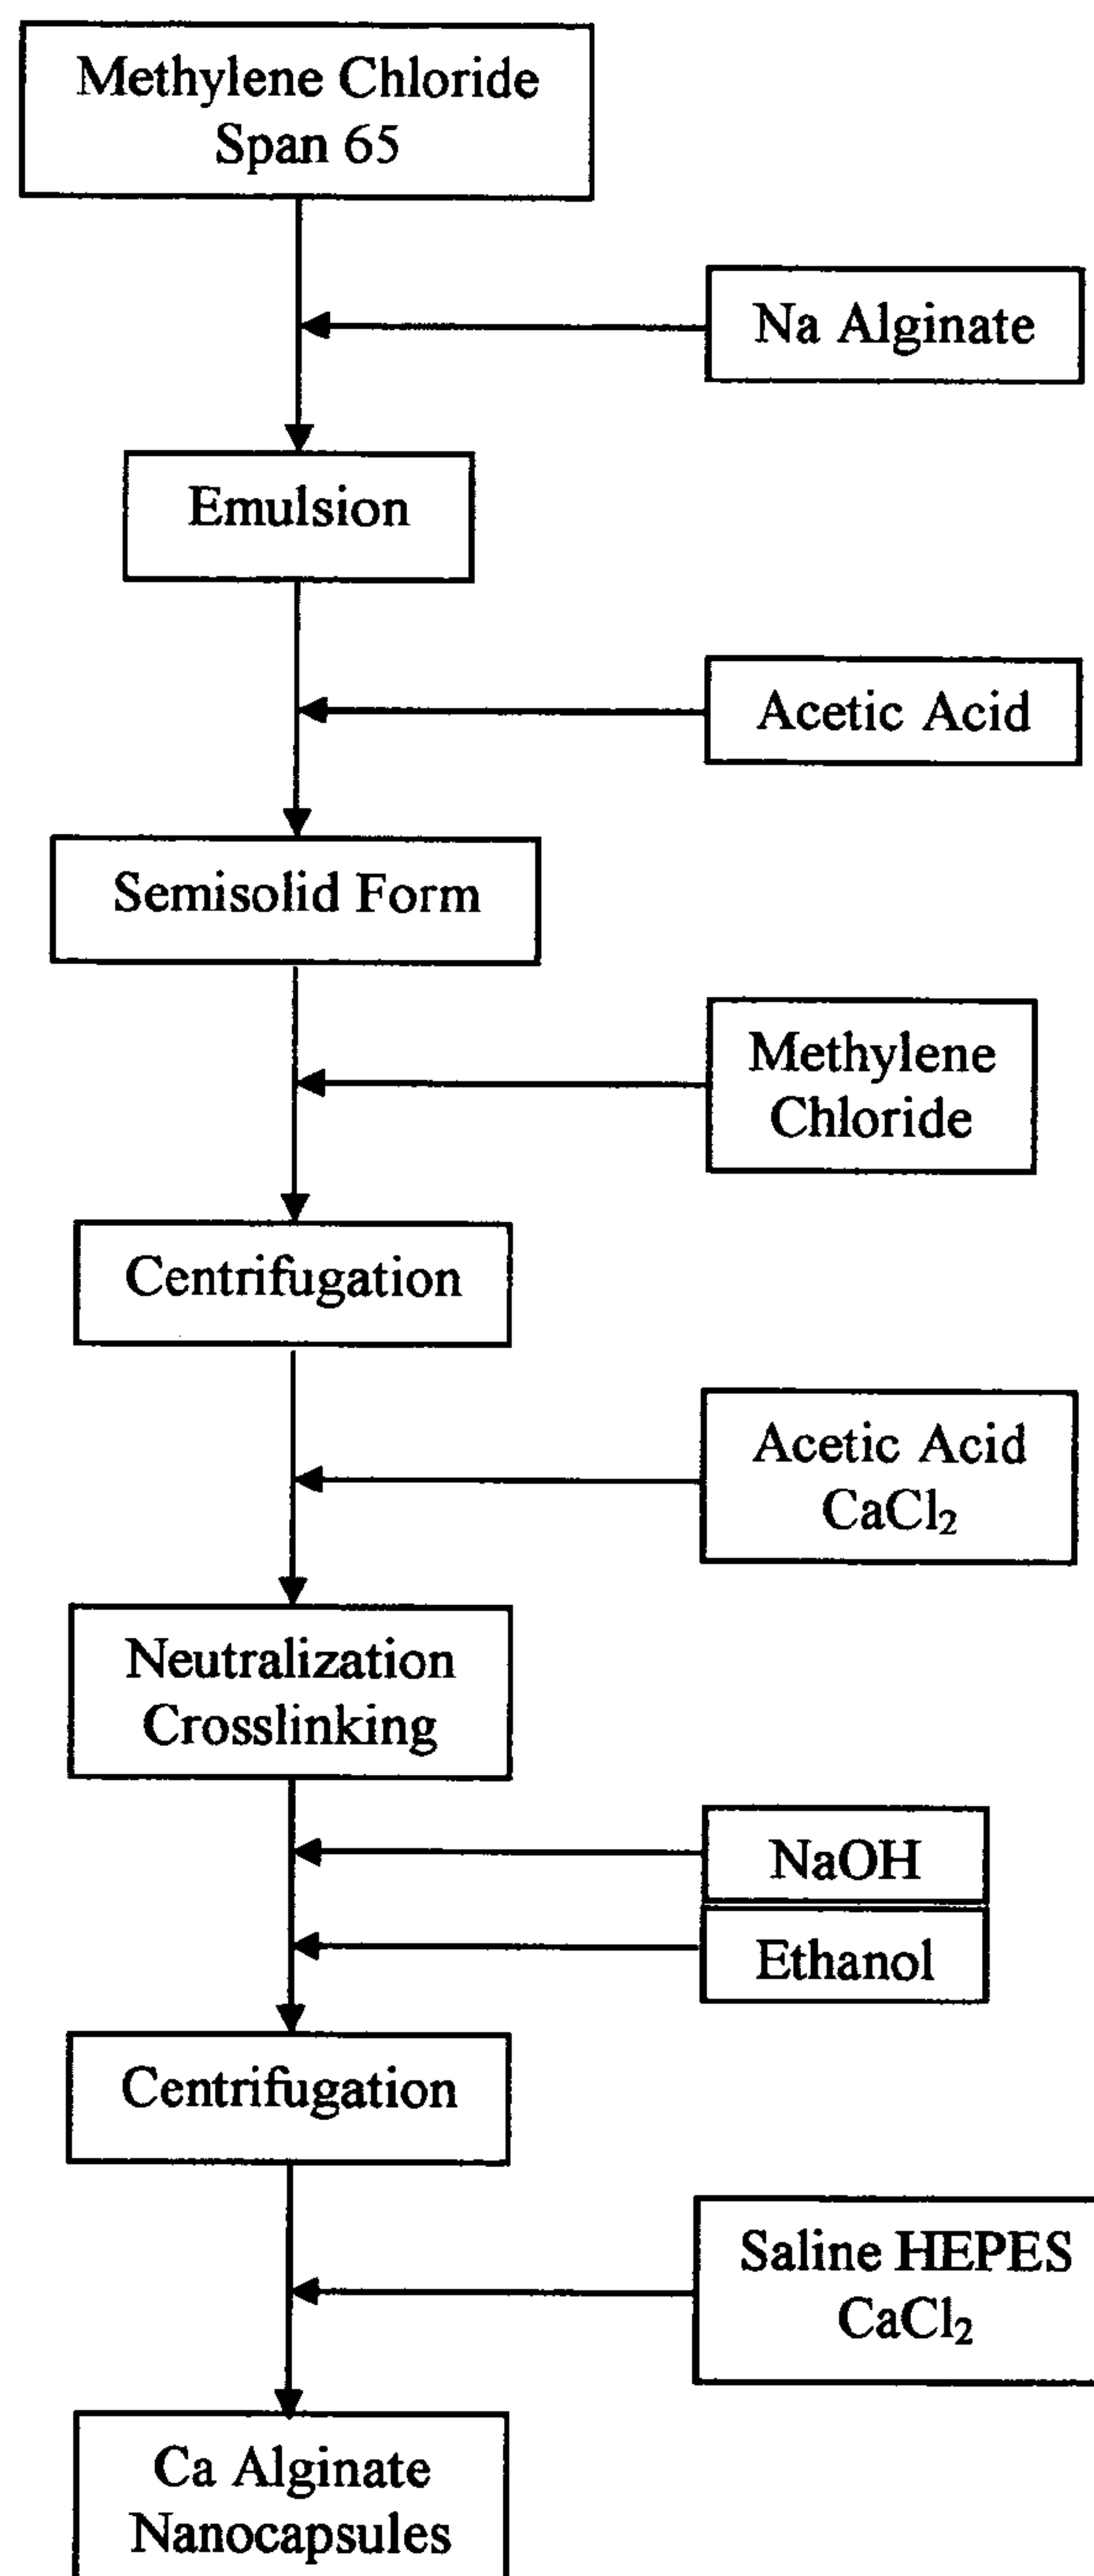 Methylene Chloride
Span 65
Na Alginate
Emulsion
Acetic Acid
Semisolid Form
Methylene
Chloride
Centrifugation
Acetic Acid
CaCl₂
Neutralization
Crosslinking
NaOH
Ethanol
Centrifugation
Saline HEPES
CaCl₂
Ca Alginate
Nanocapsules